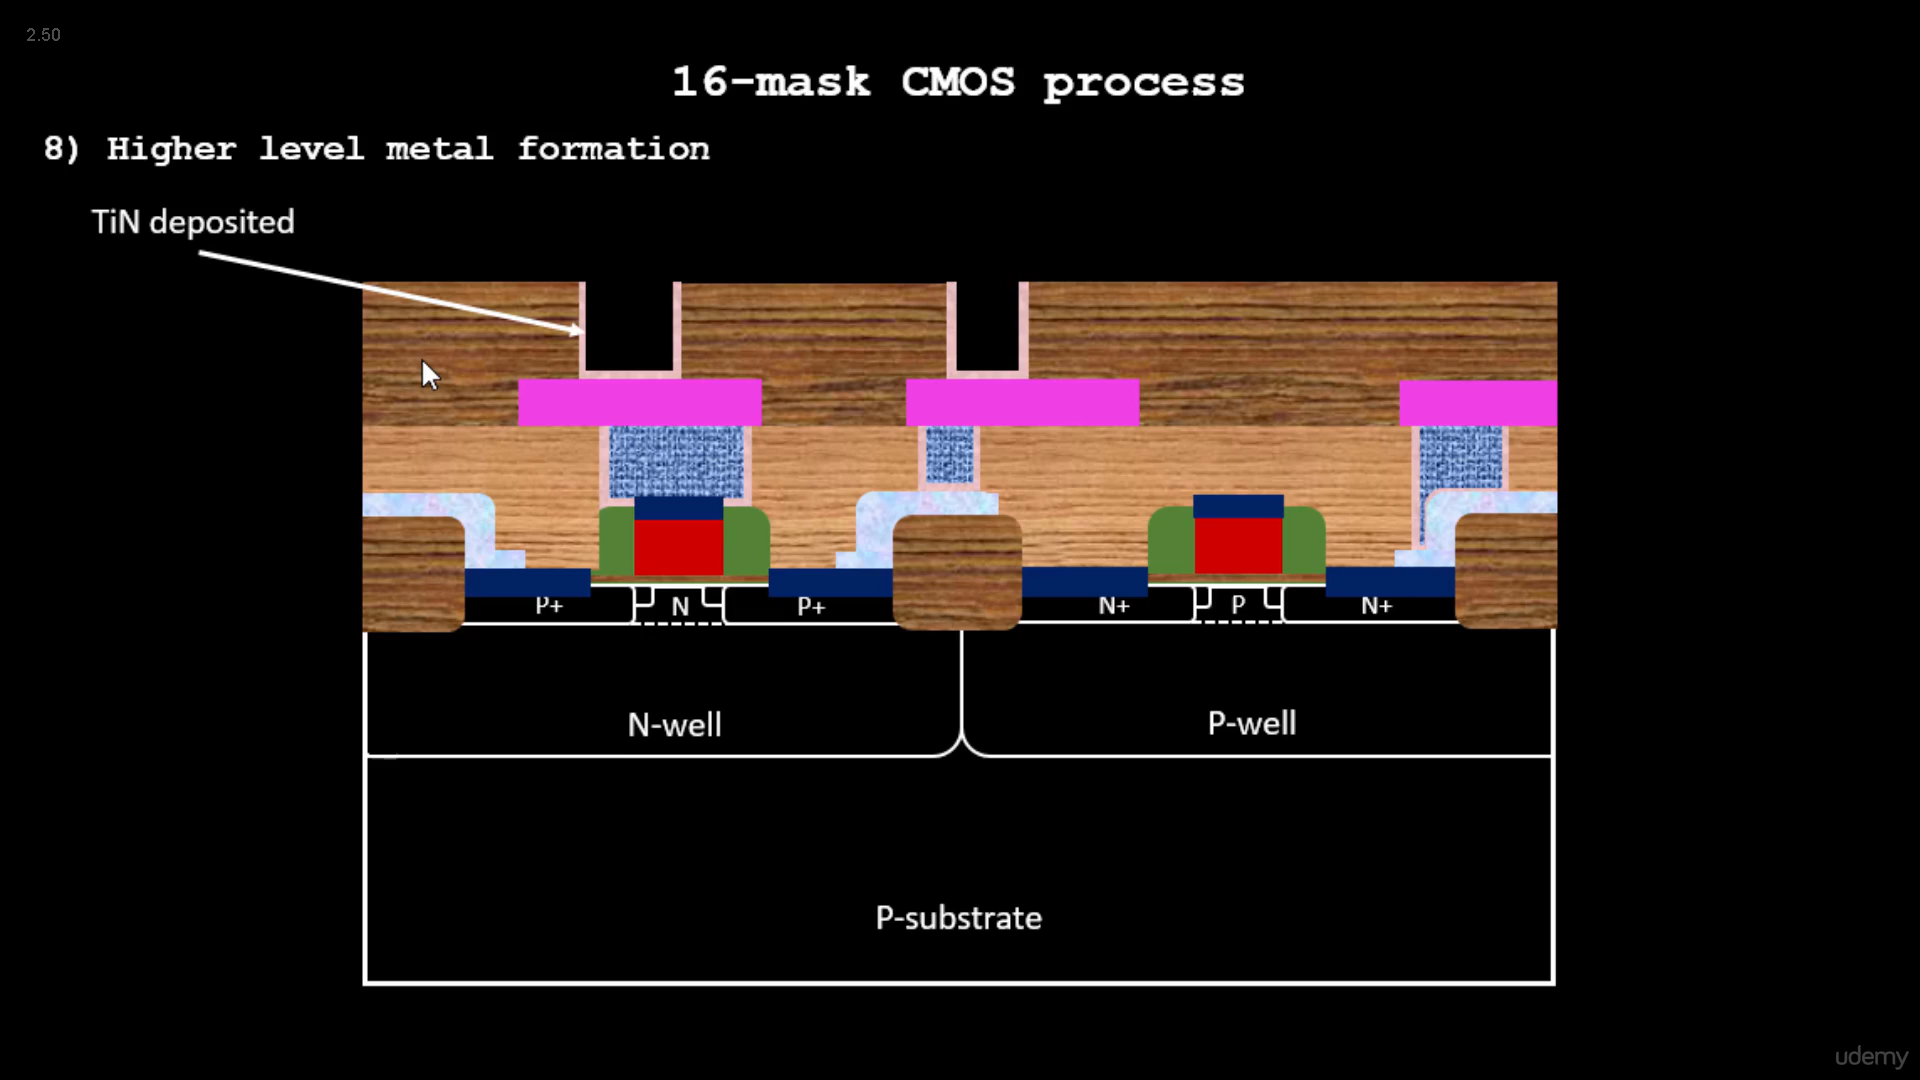 2.50
16-mask CMOS process
8) Higher level metal formation
TiN deposited
P+ N P+ N+ P N+
N-well P-well
P-substrate
udemy